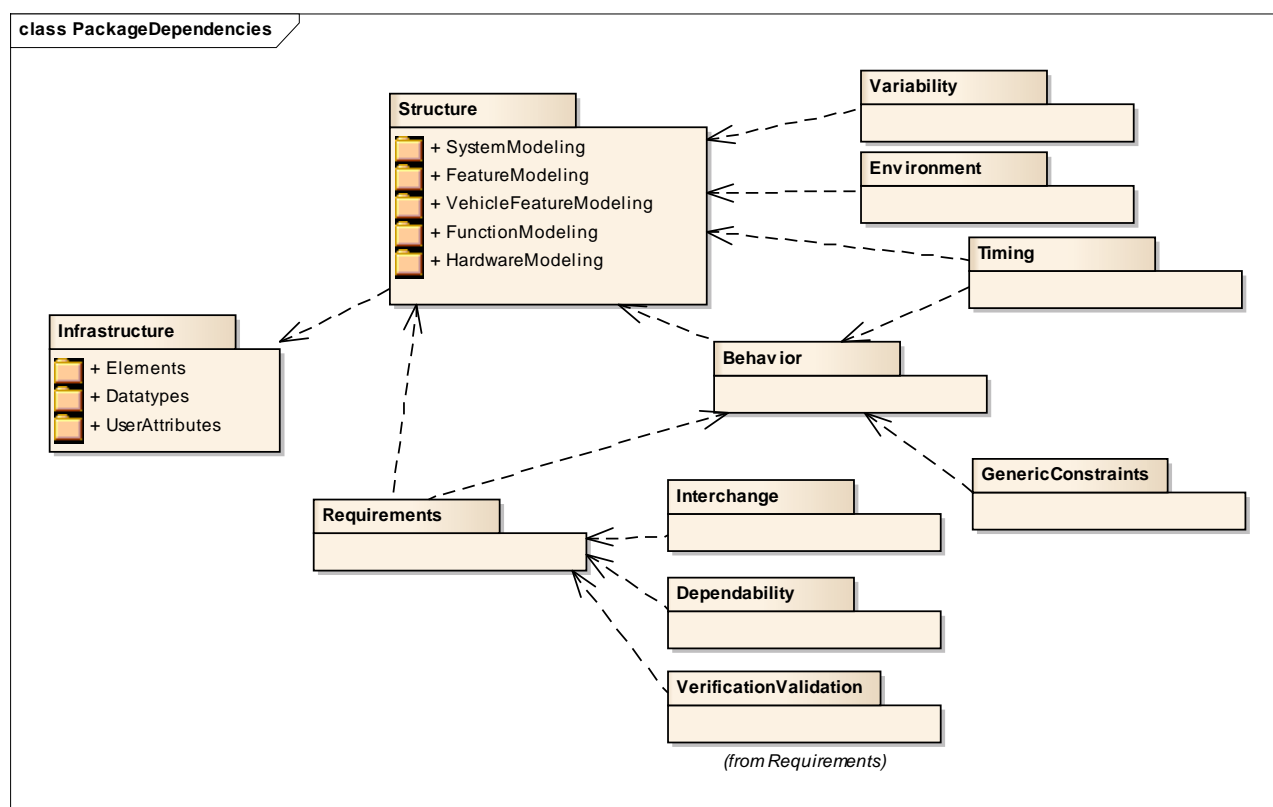 class PackageDependencies
Structure
+ SystemModeling
+ FeatureModeling
+ VehicleFeatureModeling
+ FunctionModeling
+ HardwareModeling
Variability
Environment
Timing
Infrastructure
+ Elements
+ Datatypes
+ UserAttributes
Behavior
GenericConstraints
Requirements
Interchange
Dependability
VerificationValidation
(from Requirements)